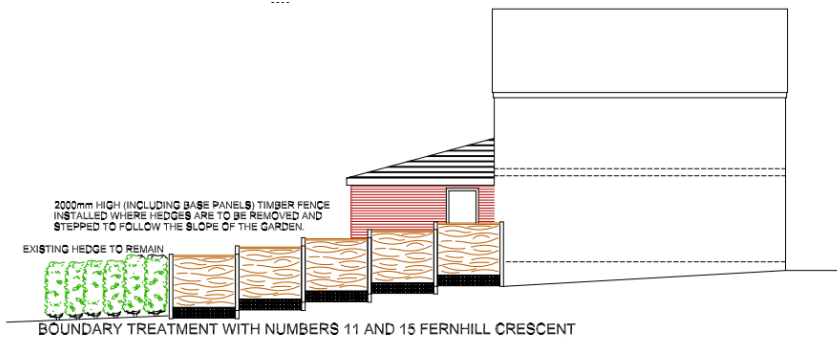 2000mm HIGH (INCLUDING BASE PANELS) TIMBER FENCE
INSTALLED WHERE HEDGES ARE TO BE REMOVED AND
STEPPED TO FOLLOW THE SLOPE OF THE GARDEN.
EXISTING HEDGE TO REMAIN
BOUNDARY TREATMENT WITH NUMBERS 11 AND 15 FERNHILL CRESCENT